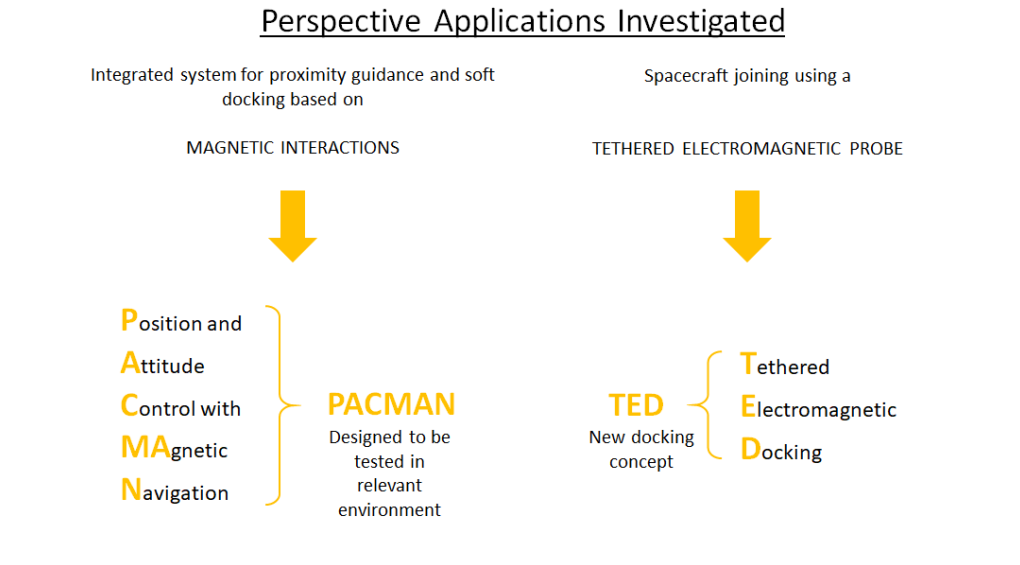 Perspective Applications Investigated
Integrated system for proximity guidance and soft
docking based on
MAGNETIC INTERACTIONS
Spacecraft joining using a
TETHERED ELECTROMAGNETIC PROBE
Position and
Attitude
Control with
MAgnetic
Navigation
PACMAN
Designed to be
tested in
relevant
environment
TED
New docking
concept
Tethered
Electromagnetic
Docking